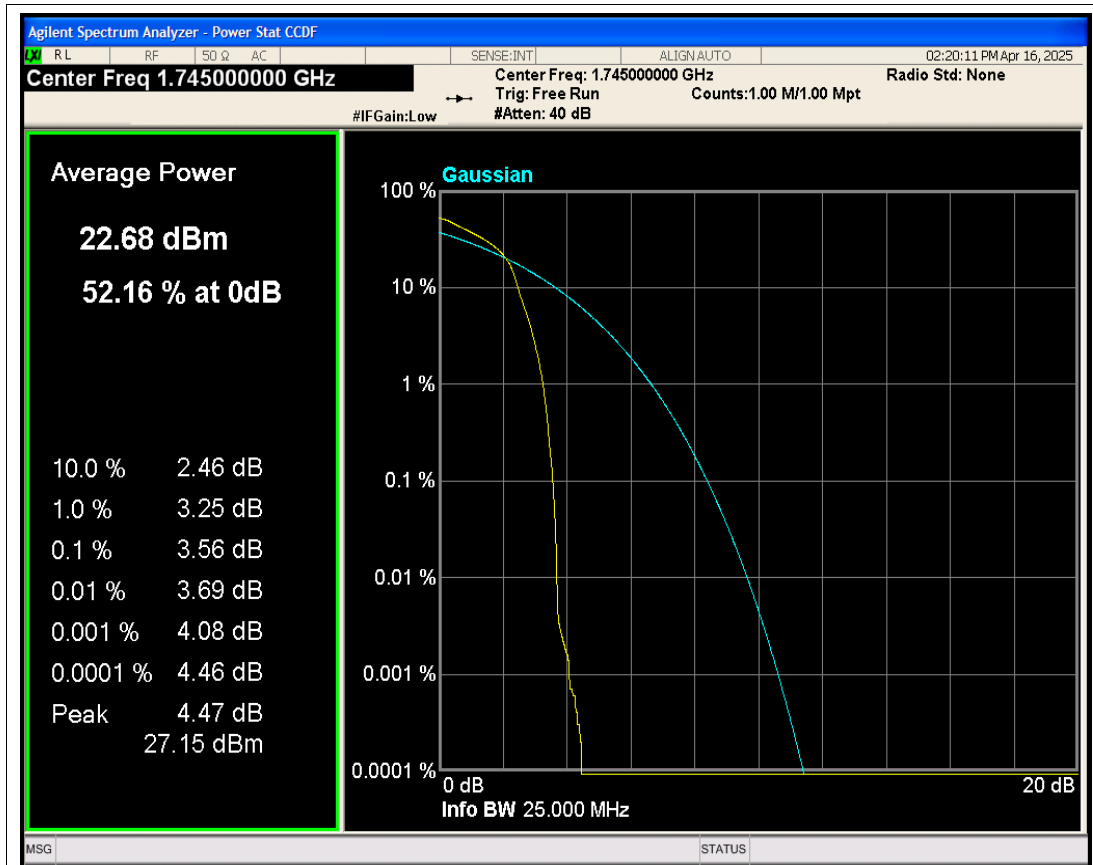 Agilent Spectrum Analyzer - Power Stat CCDF
LXI RL RF 50 Ω AC SENSE:INT ALIGN AUTO 02:20:11 PM Apr 16, 2025
Center Freq 1.745000000 GHz
Center Freq: 1.745000000 GHz Radio Std: None
Trig: Free Run Counts:1.00 M/1.00 Mpt
#IFGain:Low #Atten: 40 dB
Average Power
22.68 dBm
52.16 % at 0dB
10.0 % 2.46 dB
1.0 % 3.25 dB
0.1 % 3.56 dB
0.01 % 3.69 dB
0.001 % 4.08 dB
0.0001 % 4.46 dB
Peak 4.47 dB
27.15 dBm
Gaussian
100 %
10 %
1 %
0.1 %
0.01 %
0.001 %
0.0001 %
0 dB 20 dB
Info BW 25.000 MHz
MSG STATUS